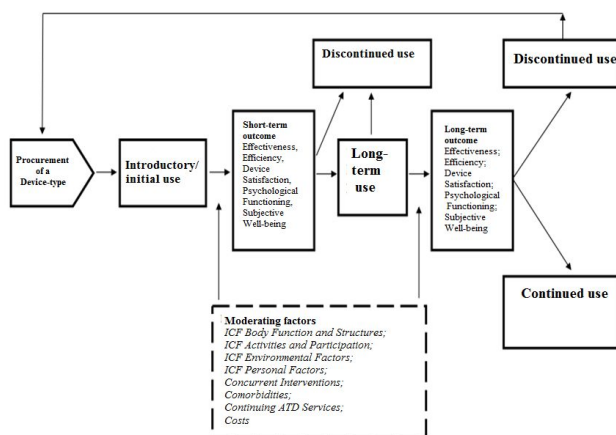 Discontinued use
Discontinued use
Procurement
of a
Device-type
Introductory/
initial use
Short-term
outcome
Effectiveness,
Efficiency,
Device
Satisfaction,
Psychological
Functioning,
Subjective
Well-being
Long-
term
use
Long-term
outcome
Effectiveness;
Efficiency;
Device
Satisfaction;
Psychological
Functioning;
Subjective
Well-being
Continued use
Moderating factors
ICF Body Function and Structures;
ICF Activities and Participation;
ICF Environmental Factors;
ICF Personal Factors;
Concurrent Interventions;
Comorbidities;
Continuing ATD Services;
Costs